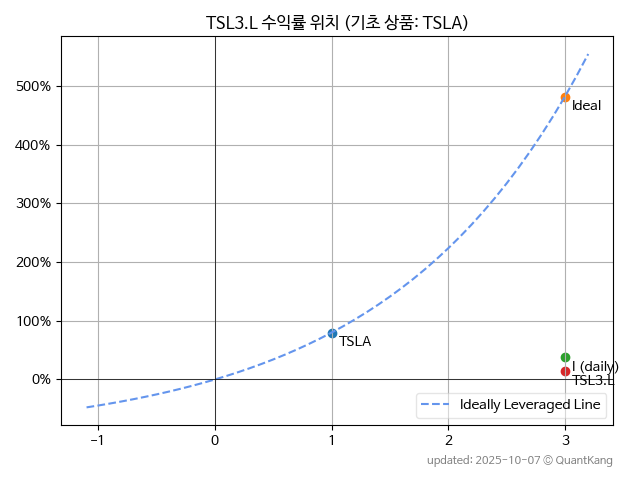 TSL3.L 수익률 위치 (기초 상품: TSLA)
500%
400%
300%
200%
100%
0%
Ideal
TSLA
I (daily)
TSL3.L
Ideally Leveraged Line
−1
0
1
2
3
updated: 2025-10-07 © QuantKang